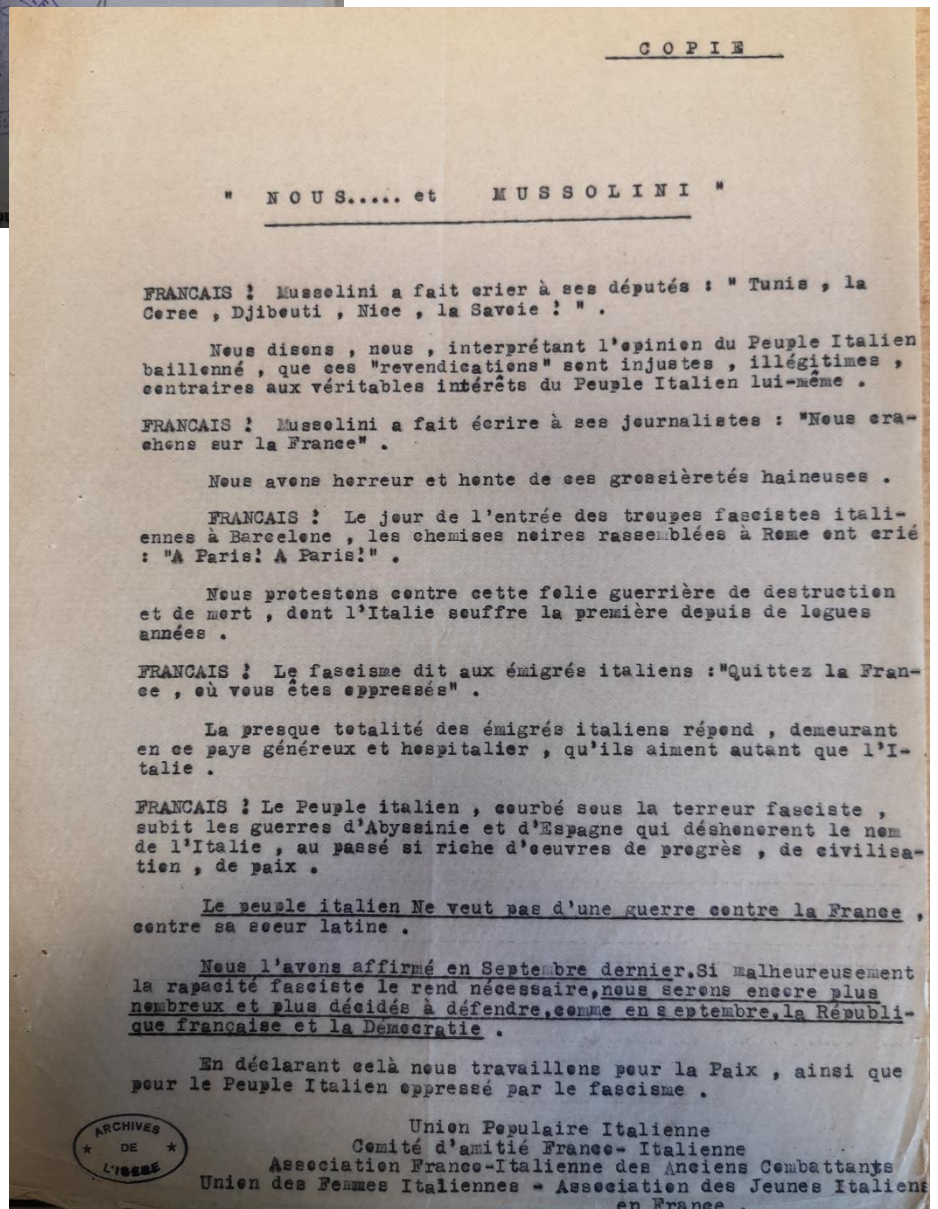 COPIE
" NOUS..... et MUSSOLINI "
FRANCAIS ! Mussolini a fait crier à ses députés : " Tunis , la
Corse , Djibouti , Nice , la Savoie ! " .
Nous disons , nous , interprétant l'opinion du Peuple Italien
baillonné , que ces "revendications" sont injustes , illégitimes ,
contraires aux véritables intérêts du Peuple Italien lui-même .
FRANCAIS ! Mussolini a fait écrire à ses journalistes : "Nous cra-
chons sur la France" .
Nous avons horreur et honte de ces grossièretés haineuses .
FRANCAIS ! Le jour de l'entrée des troupes fascistes itali-
ennes à Barcelone , les chemises noires rassemblées à Rome ont crié
: "A Paris! A Paris!" .
Nous protestons contre cette folie guerrière de destruction
et de mort , dont l'Italie souffre la première depuis de logues
années .
FRANCAIS ! Le fascisme dit aux émigrés italiens :"Quittez la Fran-
ce , où vous êtes oppressés" .
La presque totalité des émigrés italiens répond , demeurant
en ce pays généreux et hospitalier , qu'ils aiment autant que l'I-
talie .
FRANCAIS ! Le Peuple italien , courbé sous la terreur fasciste ,
subit les guerres d'Abyssinie et d'Espagne qui déshonorent le nom
de l'Italie , au passé si riche d'oeuvres de progrès , de civilisa-
tion , de paix .
Le peuple italien Ne veut pas d'une guerre contre la France ,
contre sa soeur latine .
Nous l'avons affirmé en Septembre dernier.Si malheureusement
la rapacité fasciste le rend nécessaire,nous serons encore plus
nombreux et plus décidés à défendre,comme en septembre,la Républi-
que française et la Démocratie .
En déclarant celà nous travaillons pour la Paix , ainsi que
pour le Peuple Italien oppressé par le fascisme .
Union Populaire Italienne
Comité d'amitié Franco- Italienne
Association Franco-Italienne des Anciens Combattants
Union des Femmes Italiennes - Association des Jeunes Italiens
en France .
ARCHIVES
DE
L'ISERE